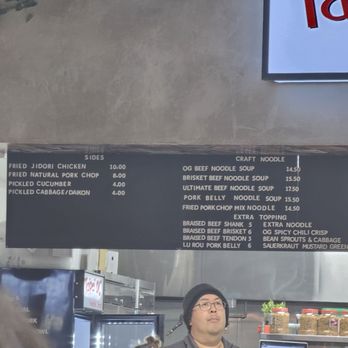 SIDES
FRIED JIDORI CHICKEN 10.00
FRIED NATURAL PORK CHOP 8.00
PICKLED CUCUMBER 4.00
PICKLED CABBAGE/DAIKON 4.00
CRAFT NOODLE
OG BEEF NOODLE SOUP 14.50
BRISKET BEEF NOODLE SOUP 15.50
ULTIMATE BEEF NOODLE SOUP 17.50
PORK BELLY NOODLE SOUP 15.50
FRIED PORK CHOP MIX NOODLE 14.50
EXTRA TOPPING
BRAISED BEEF SHANK 5 EXTRA NOODLE
BRAISED BEEF BRISKET 6 OG SPICY CHILI CRISP
BRAISED BEEF TENDON 5 BEAN SPROUTS & CABBAGE
LU ROU PORK BELLY 6 SAUERKRAUT MUSTARD GREEN